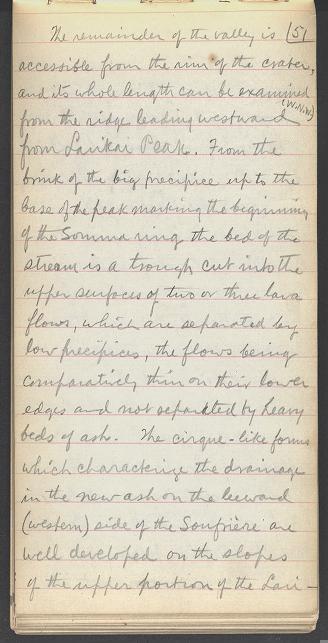 The remainder of the valley is (5)
accessible from the rim of the crater,
and its whole length can be examined
(W.N.W)
from the ridge leading westward
from Larikai Peak. From the
brink of the big precipice up to the
base of the peak marking the beginning
of the Somma ring the bed of the
stream is a trough cut into the
upper surfaces of two or three lava
flows, which are separated by
low precipices, the flows being
comparatively thin on their lower
edges and not separated by heavy
beds of ash. The cirque-like forms
which characterize the drainage
in the new ash on the leeward
(western) side of the Soufrière are
well developed on the slopes
of the upper portion of the Lari-